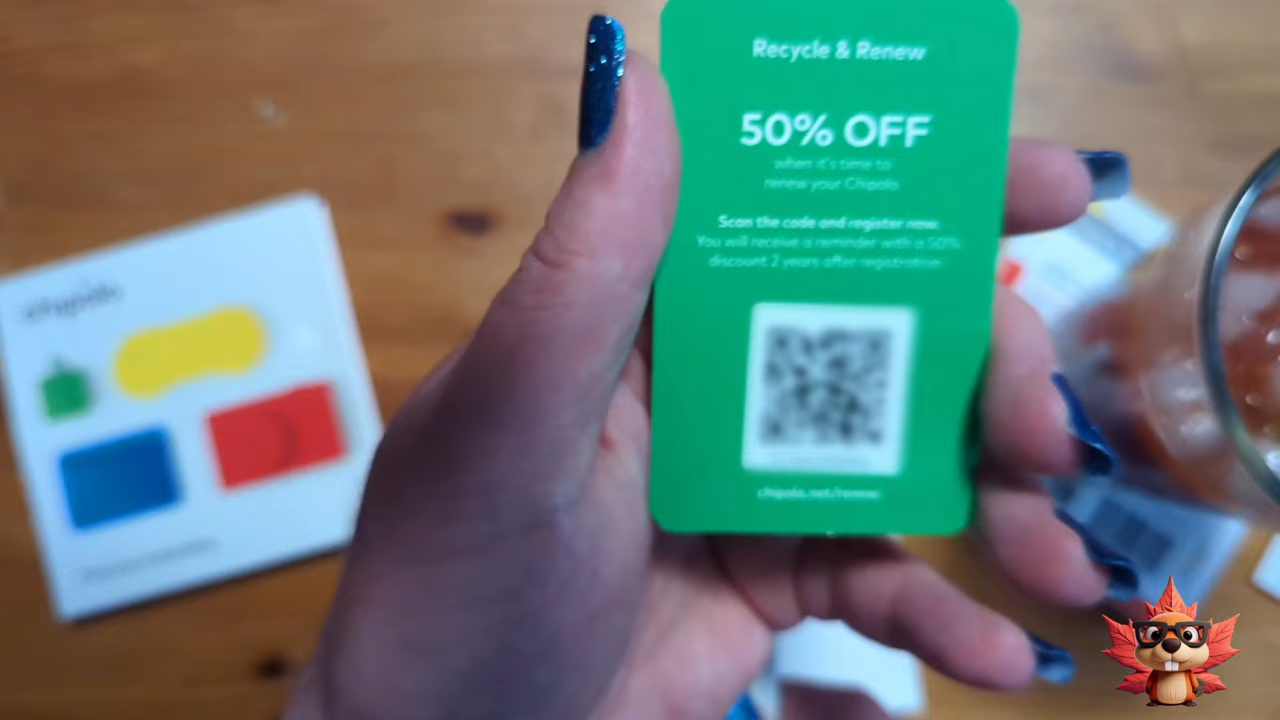 Recycle & Renew
50% OFF
when it's time to
renew your Chipolo
Scan the code and register now.
You will receive a reminder with a 50%
discount 2 years after registration.
chipolo.net/renew
chipolo